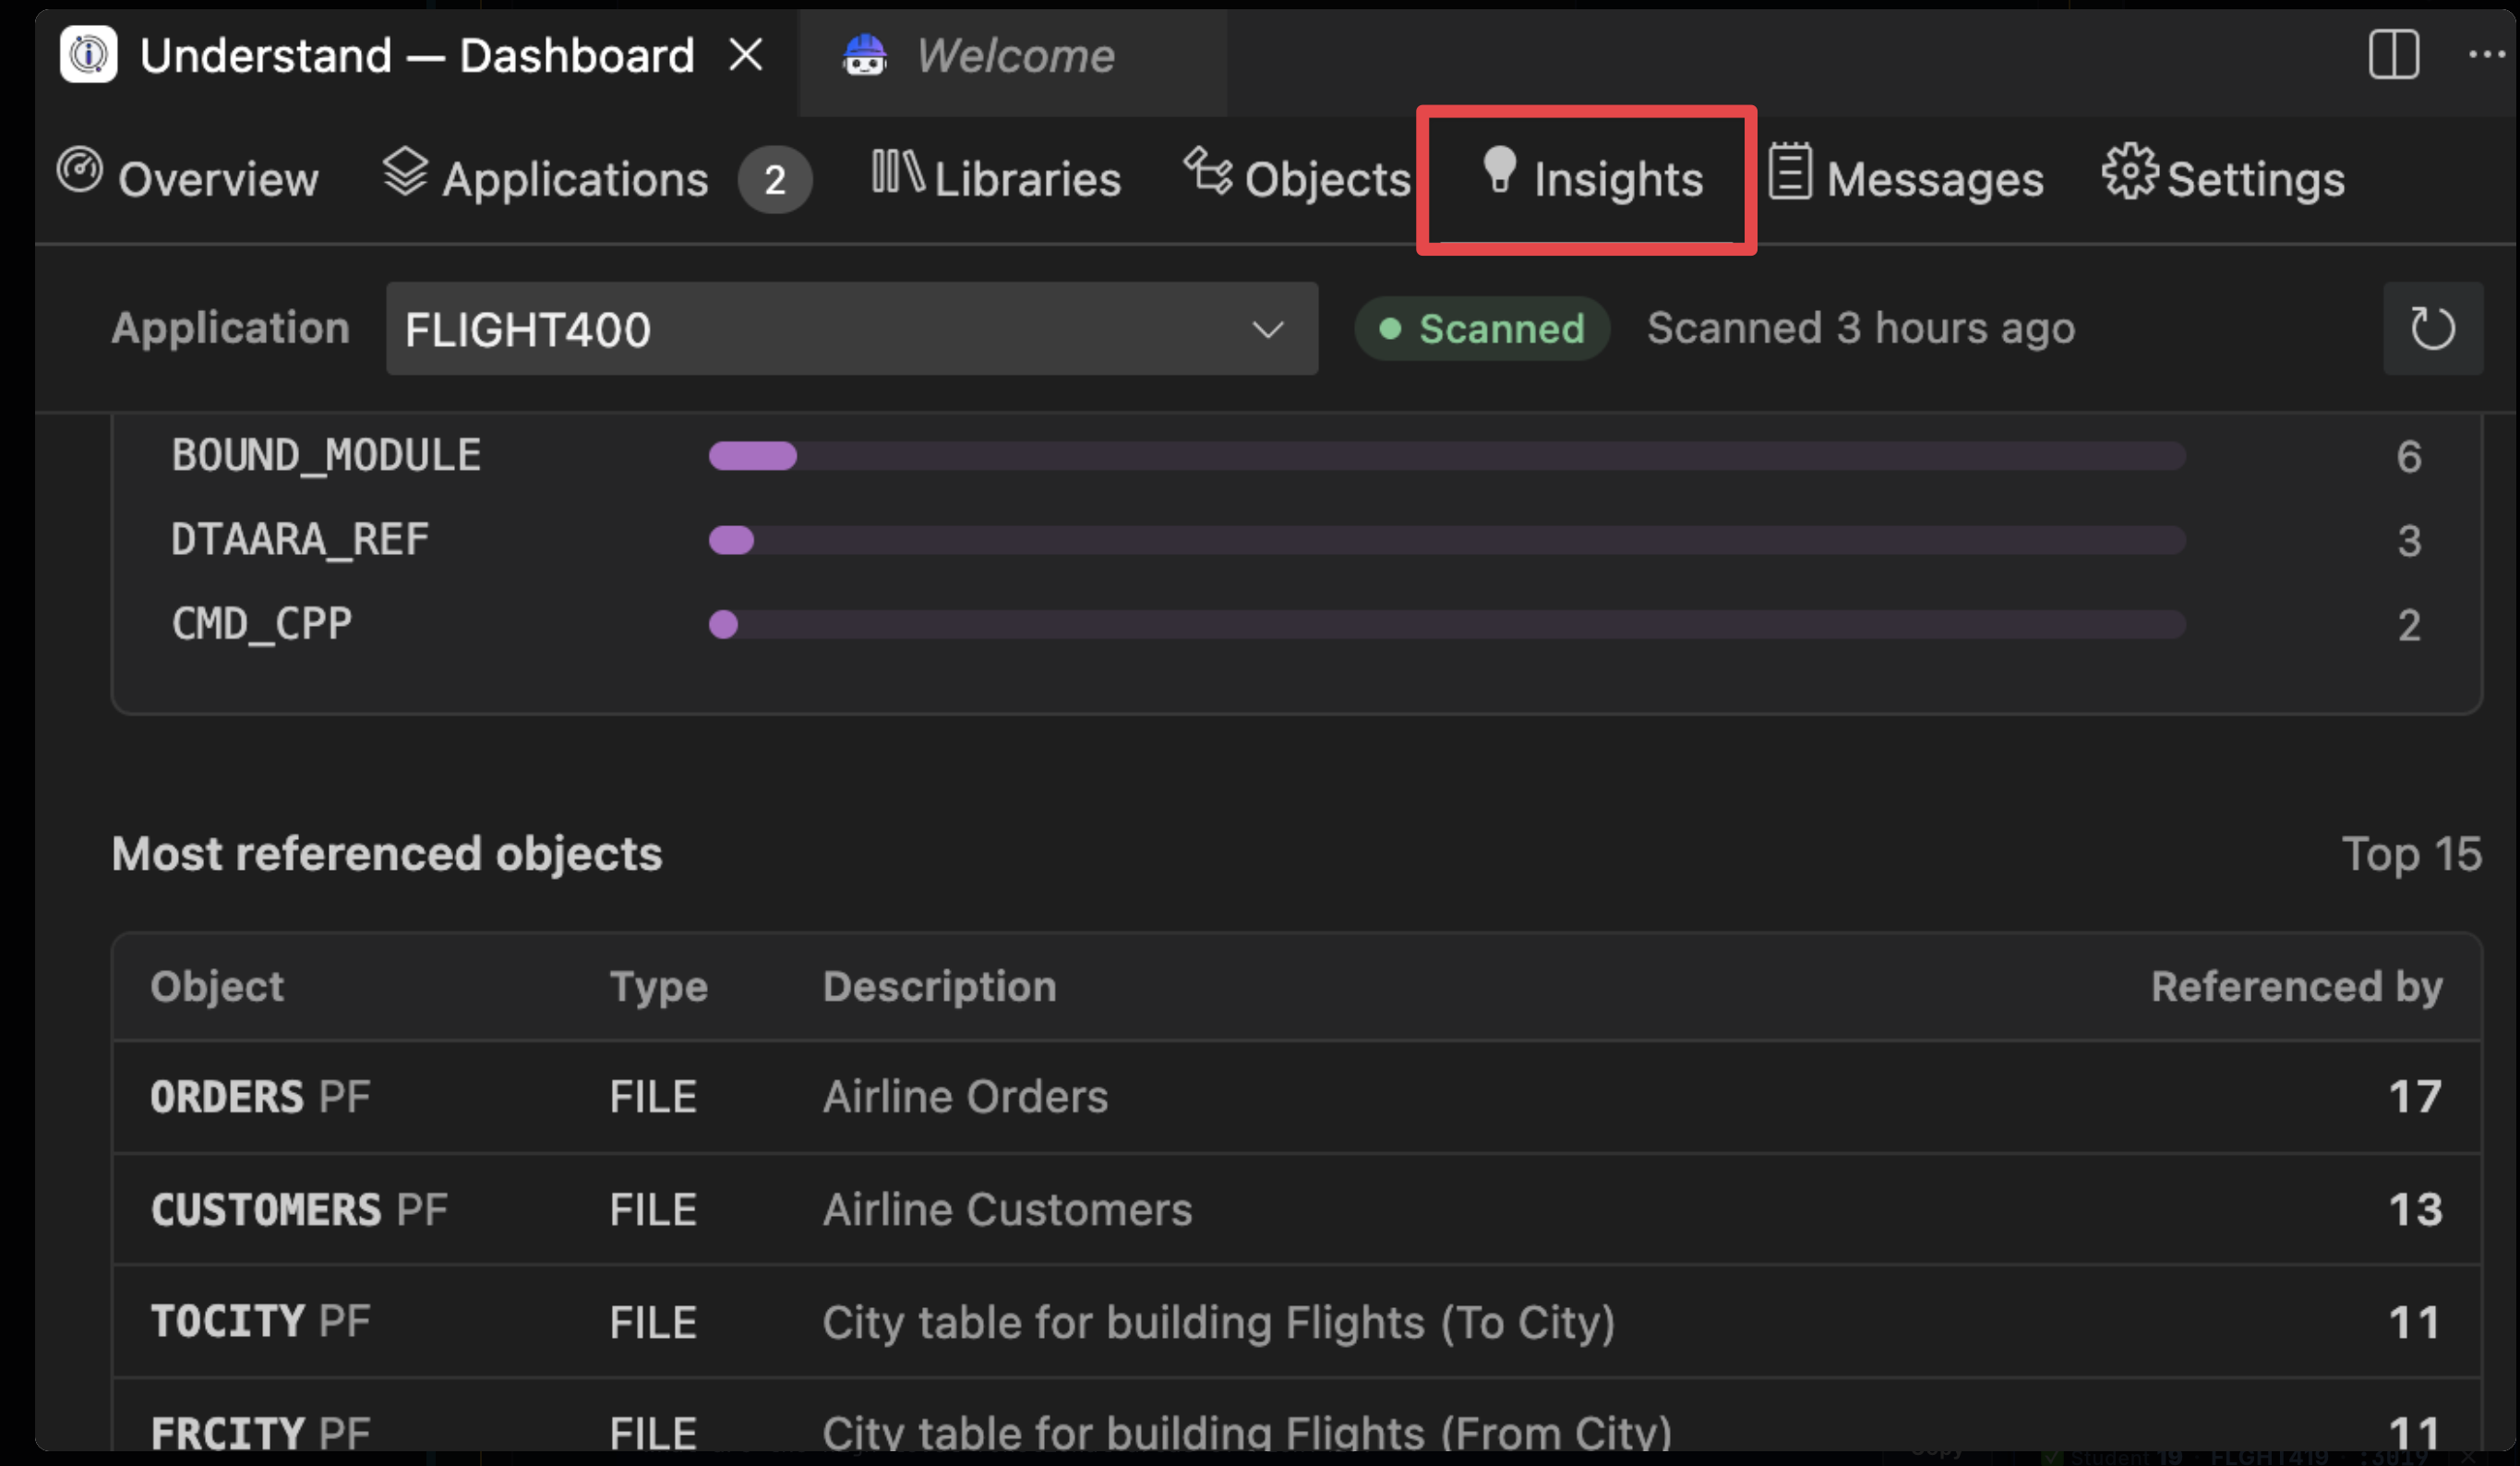 Understand — Dashboard
Welcome
Overview
Applications 2
Libraries
Objects
Insights
Messages
Settings
Application FLIGHT400 Scanned Scanned 3 hours ago
BOUND_MODULE 6
DTAARA_REF 3
CMD_CPP 2
Most referenced objects Top 15
Object Type Description Referenced by
ORDERS PF FILE Airline Orders 17
CUSTOMERS PF FILE Airline Customers 13
TOCITY PF FILE City table for building Flights (To City) 11
FRCITY PF FILE City table for building Flights (From City) 11